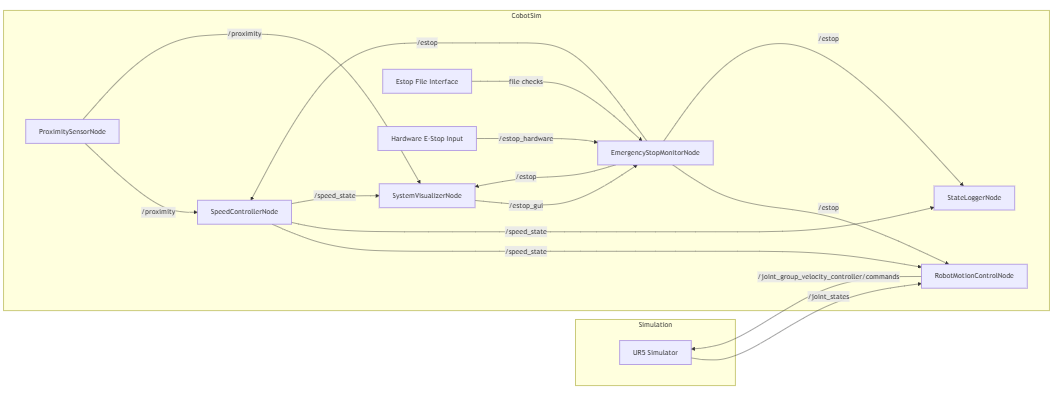 CobotSim
/proximity
/estop
/estop
Estop File Interface
file checks
ProximitySensorNode
Hardware E-Stop Input
/estop_hardware
EmergencyStopMonitorNode
/estop
/speed_state
SystemVisualizerNode
StateLoggerNode
/estop_gui
/estop
/proximity
SpeedControllerNode
/speed_state
/speed_state
RobotMotionControlNode
/joint_group_velocity_controller/commands
/joint_states
Simulation
UR5 Simulator